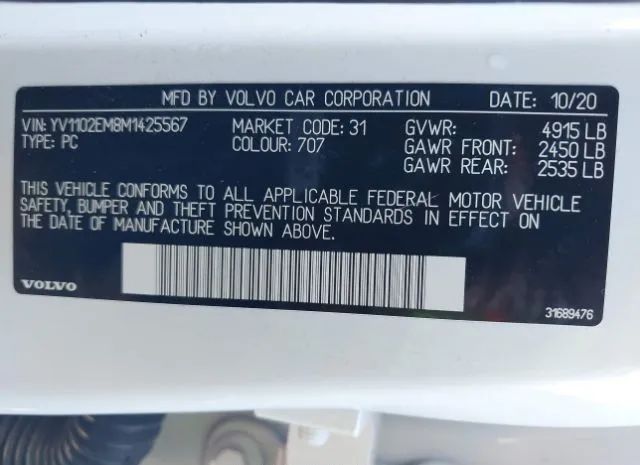 MFD BY VOLVO CAR CORPORATION DATE: 10/20
VIN: YV1102EM8M1425567 MARKET CODE: 31 GVWR: 4915 LB
TYPE: PC COLOUR: 707 GAWR FRONT: 2450 LB
GAWR REAR: 2535 LB
THIS VEHICLE CONFORMS TO ALL APPLICABLE FEDERAL MOTOR VEHICLE
SAFETY, BUMPER AND THEFT PREVENTION STANDARDS IN EFFECT ON
THE DATE OF MANUFACTURE SHOWN ABOVE.
VOLVO 31689476